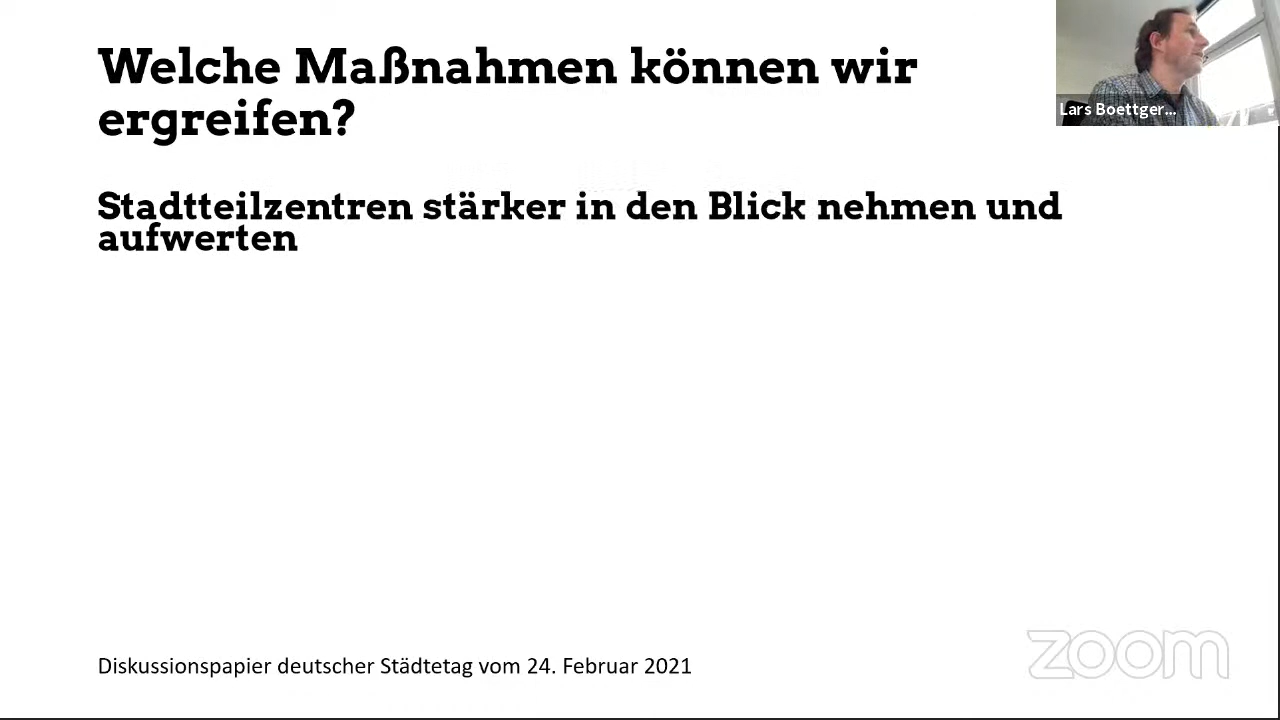 Welche Maßnahmen können wir
ergreifen?
Lars Boettger...
Stadtteilzentren stärker in den Blick nehmen und
aufwerten
Diskussionspapier deutscher Städtetag vom 24. Februar 2021
zoom